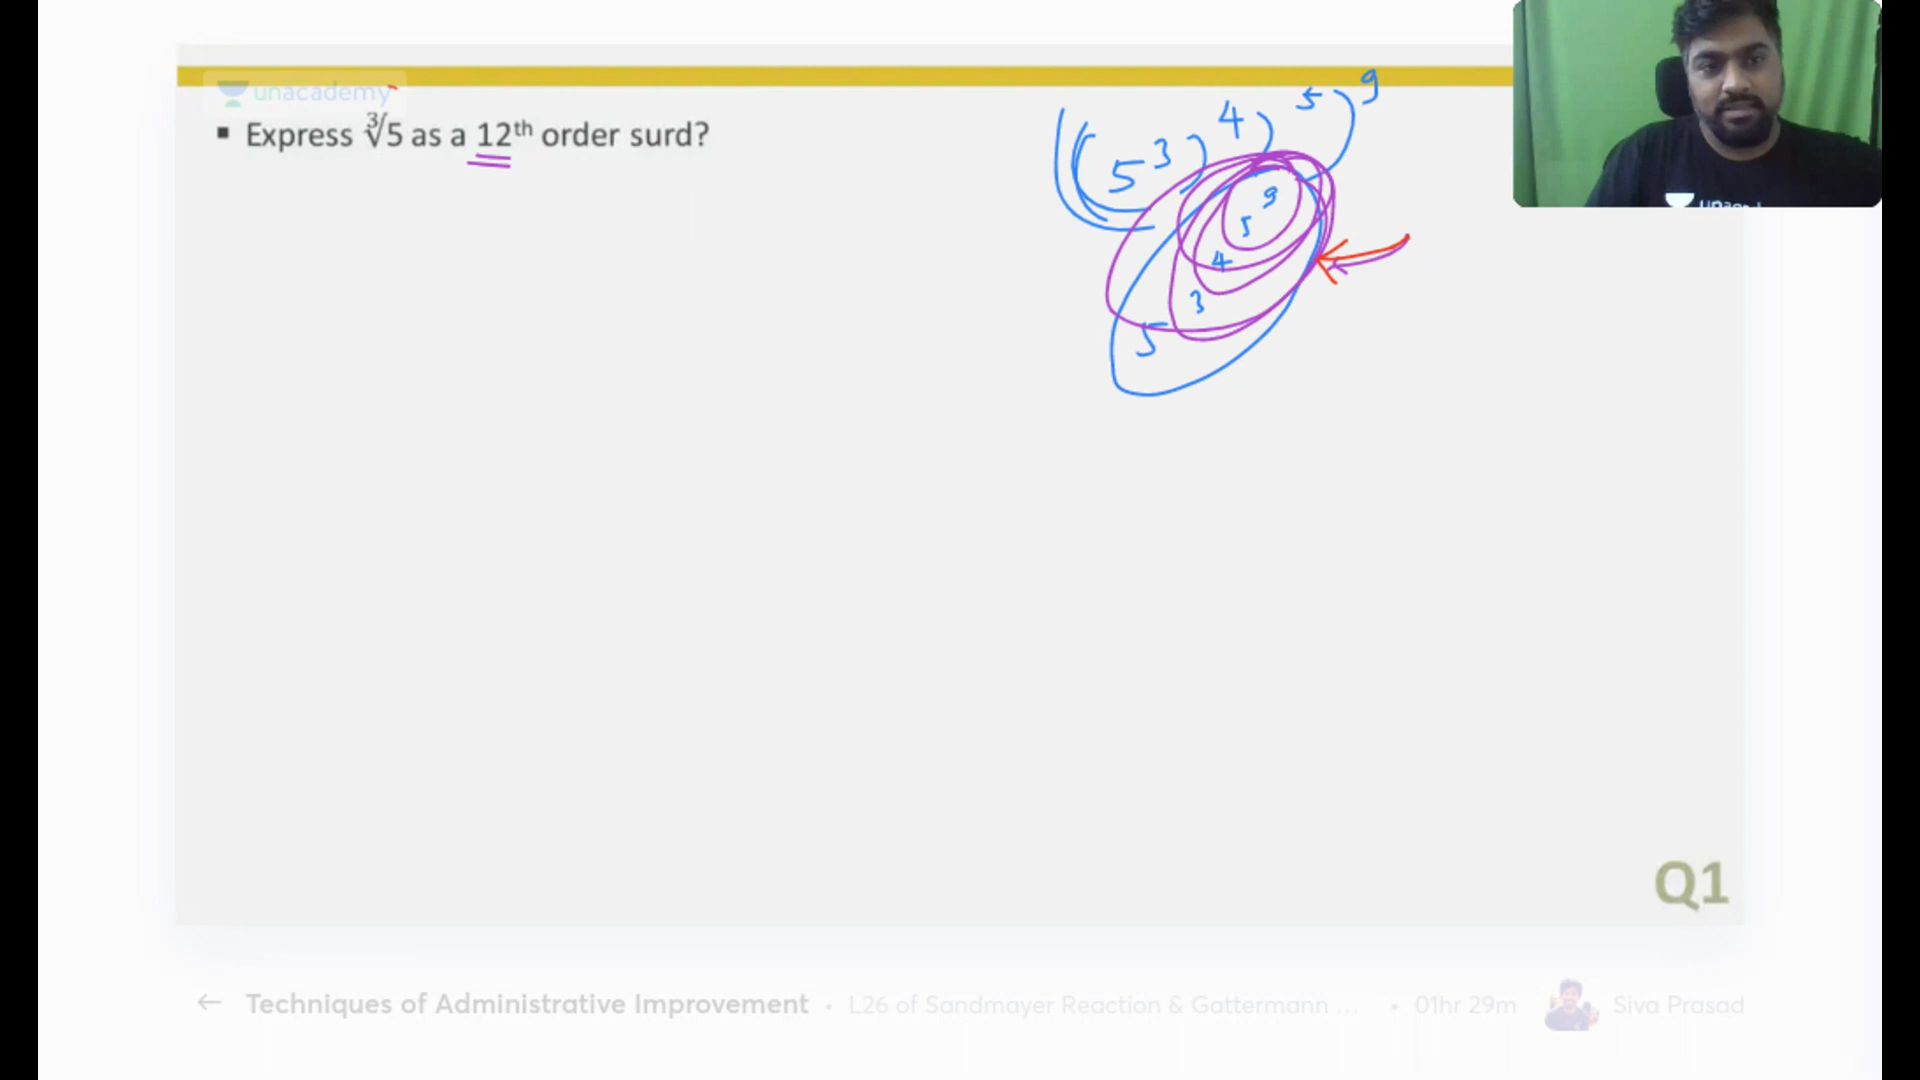 unacademy
▪ Express ∛5 as a 12ᵗʰ order surd?
(((5³)⁴)⁵)⁹
9
5
4
3
5
Q1
← Techniques of Administrative Improvement • L26 of Sandmayer Reaction & Gattermann ... • 01hr 29m Siva Prasad